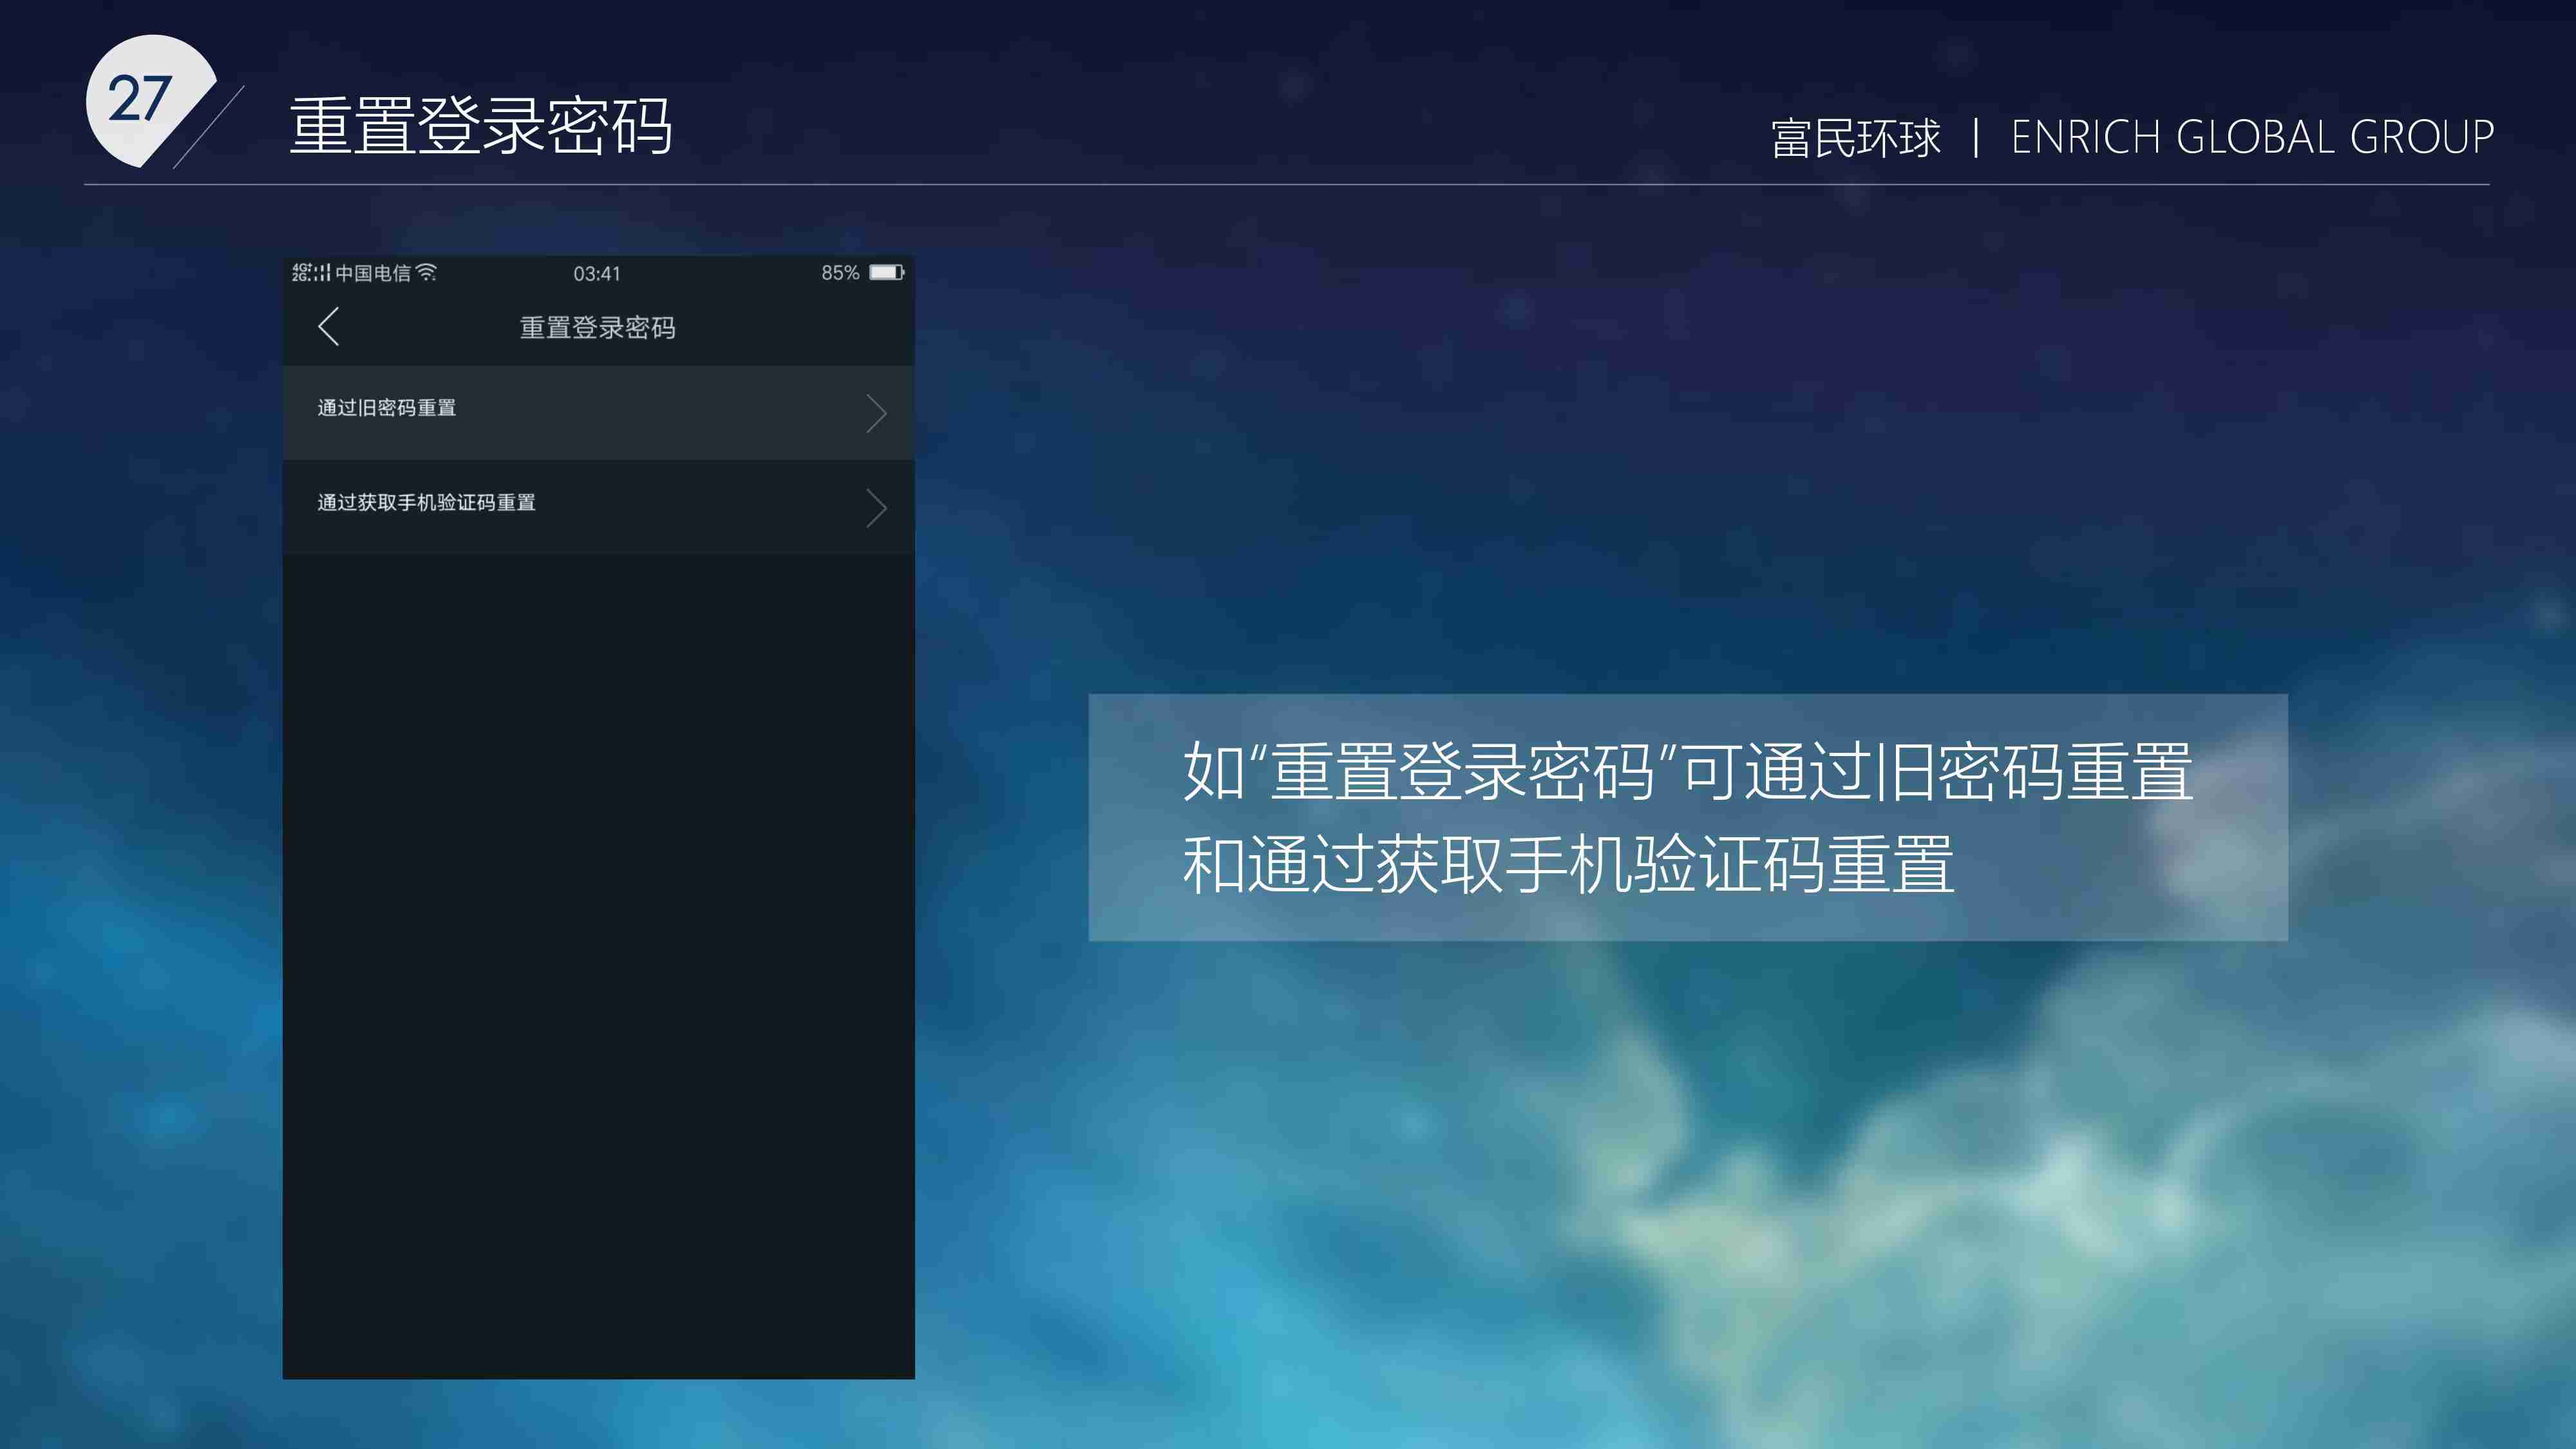 27
重置登录密码
富民环球 | ENRICH GLOBAL GROUP
4G+ 2G 中国电信 03:41 85%
重置登录密码
通过旧密码重置
通过获取手机验证码重置
如“重置登录密码”可通过旧密码重置
和通过获取手机验证码重置